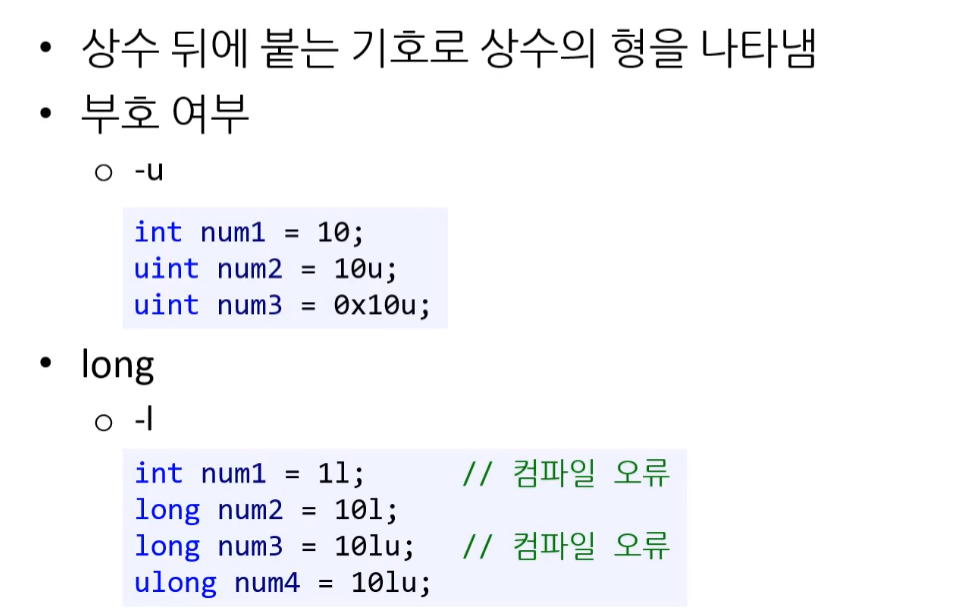 • 상수 뒤에 붙는 기호로 상수의 형을 나타냄
• 부호 여부
○ -u
int num1 = 10;
uint num2 = 10u;
uint num3 = 0x10u;
• long
○ -l
int num1 = 1l; // 컴파일 오류
long num2 = 10l;
long num3 = 10lu; // 컴파일 오류
ulong num4 = 10lu;